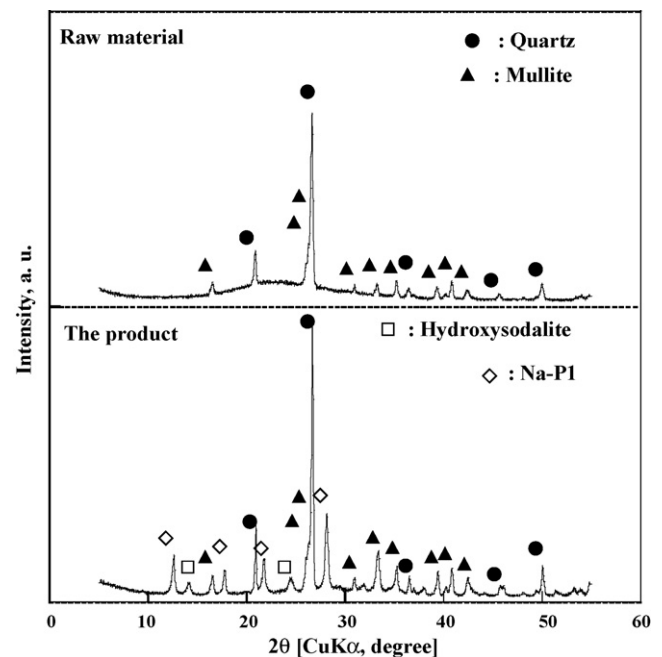 Raw material
: Quartz
: Mullite
Intensity, a. u.
The product
: Hydroxysodalite
: Na-P1
0 10 20 30 40 50 60
2θ [CuKα, degree]